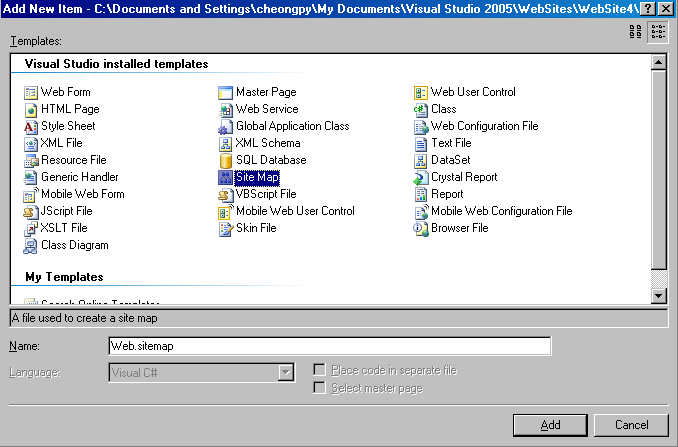 Add New Item - C:\Documents and Settings\cheongpy\My Documents\Visual Studio 2005\WebSites\WebSite4\
Templates:
Visual Studio installed templates
Web Form Master Page Web User Control
HTML Page Web Service Class
Style Sheet Global Application Class Web Configuration File
XML File XML Schema Text File
Resource File SQL Database DataSet
Generic Handler Site Map Crystal Report
Mobile Web Form VBScript File Report
JScript File Mobile Web User Control Mobile Web Configuration File
XSLT File Skin File Browser File
Class Diagram
My Templates
Search Online Templates
A file used to create a site map
Name: Web.sitemap
Language: Visual C# Place code in separate file
Select master page
Add Cancel